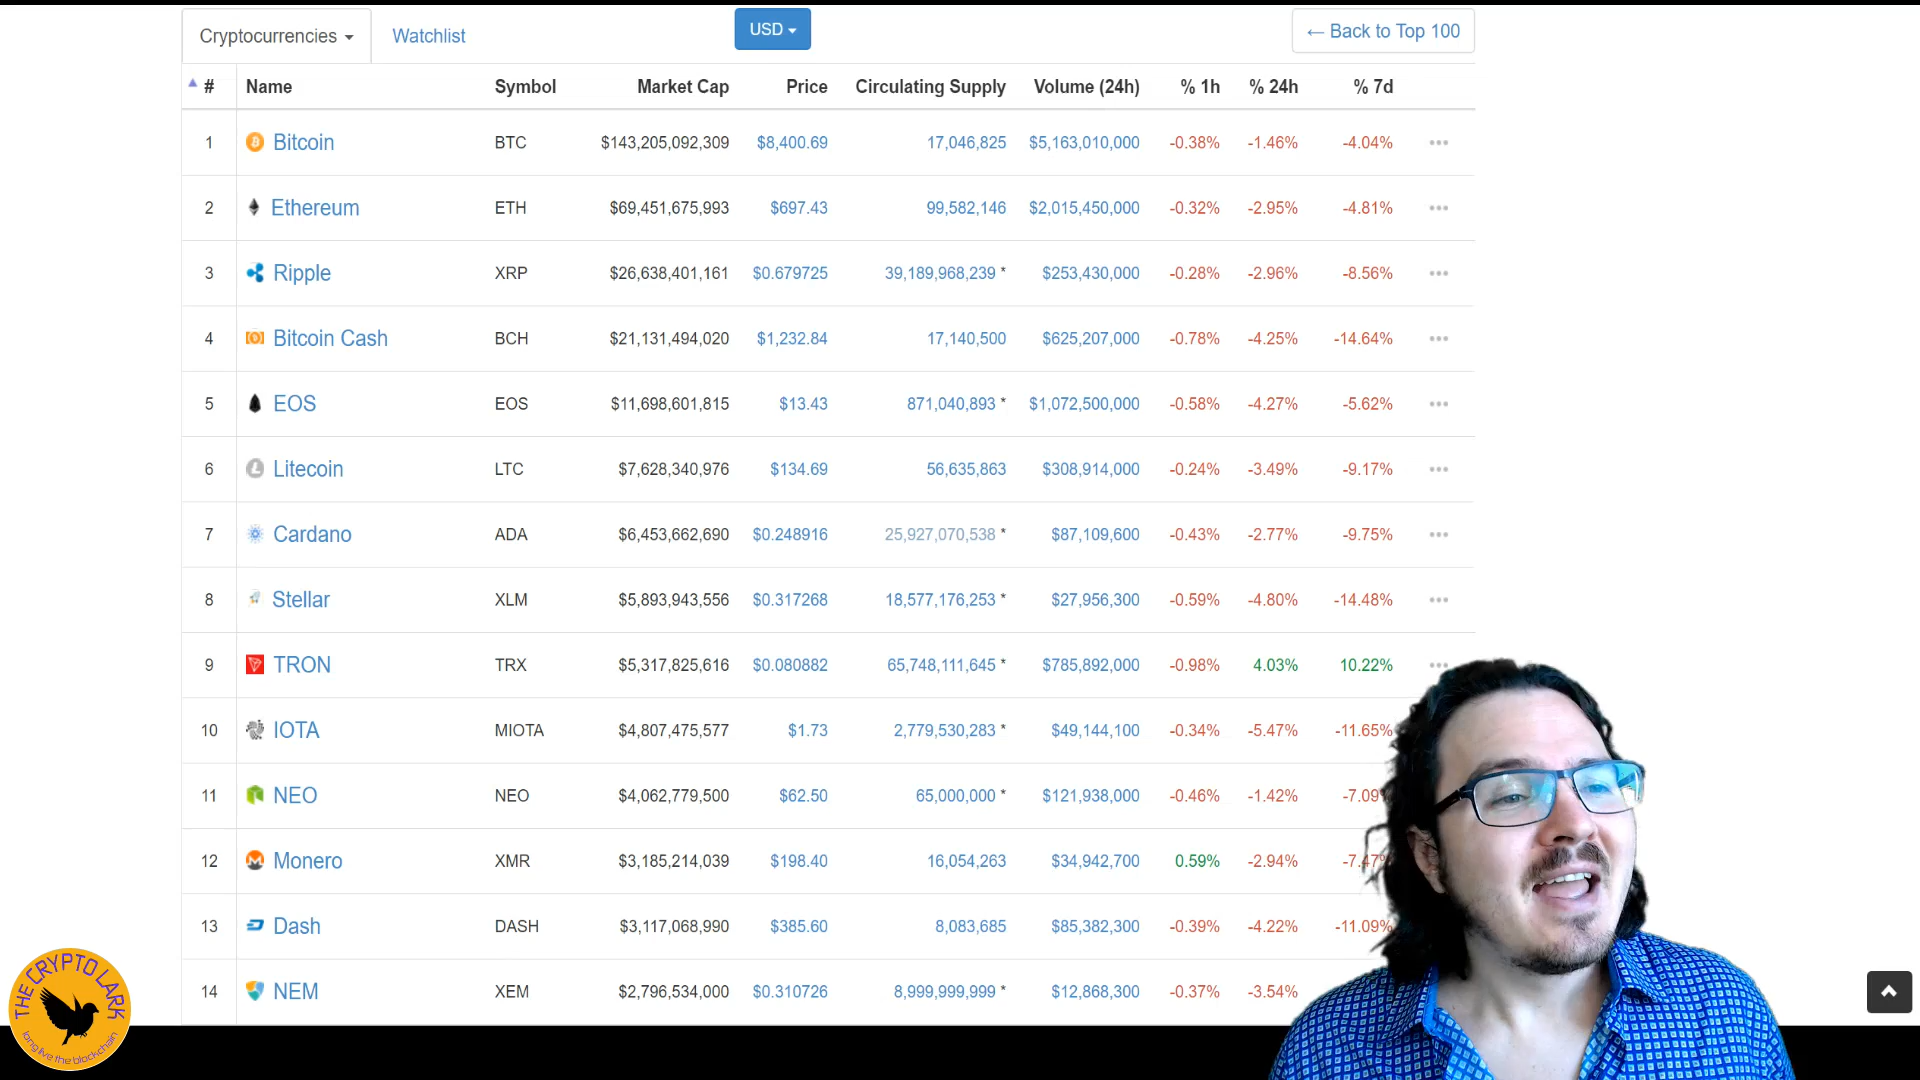 Cryptocurrencies Watchlist USD ← Back to Top 100
# Name Symbol Market Cap Price Circulating Supply Volume (24h) % 1h % 24h % 7d
1 Bitcoin BTC $143,205,092,309 $8,400.69 17,046,825 $5,163,010,000 -0.38% -1.46% -4.04%
2 Ethereum ETH $69,451,675,993 $697.43 99,582,146 $2,015,450,000 -0.32% -2.95% -4.81%
3 Ripple XRP $26,638,401,161 $0.679725 39,189,968,239 * $253,430,000 -0.28% -2.96% -8.56%
4 Bitcoin Cash BCH $21,131,494,020 $1,232.84 17,140,500 $625,207,000 -0.78% -4.25% -14.64%
5 EOS EOS $11,698,601,815 $13.43 871,040,893 * $1,072,500,000 -0.58% -4.27% -5.62%
6 Litecoin LTC $7,628,340,976 $134.69 56,635,863 $308,914,000 -0.24% -3.49% -9.17%
7 Cardano ADA $6,453,662,690 $0.248916 25,927,070,538 * $87,109,600 -0.43% -2.77% -9.75%
8 Stellar XLM $5,893,943,556 $0.317268 18,577,176,253 * $27,956,300 -0.59% -4.80% -14.48%
9 TRON TRX $5,317,825,616 $0.080882 65,748,111,645 * $785,892,000 -0.98% 4.03% 10.22%
10 IOTA MIOTA $4,807,475,577 $1.73 2,779,530,283 * $49,144,100 -0.34% -5.47% -11.65%
11 NEO NEO $4,062,779,500 $62.50 65,000,000 * $121,938,000 -0.46% -1.42% -7.09%
12 Monero XMR $3,185,214,039 $198.40 16,054,263 $34,942,700 0.59% -2.94% -7.47%
13 Dash DASH $3,117,068,990 $385.60 8,083,685 $85,382,300 -0.39% -4.22% -11.09%
14 NEM XEM $2,796,534,000 $0.310726 8,999,999,999 * $12,868,300 -0.37% -3.54%
THE CRYPTO LARK
long live the blockchain